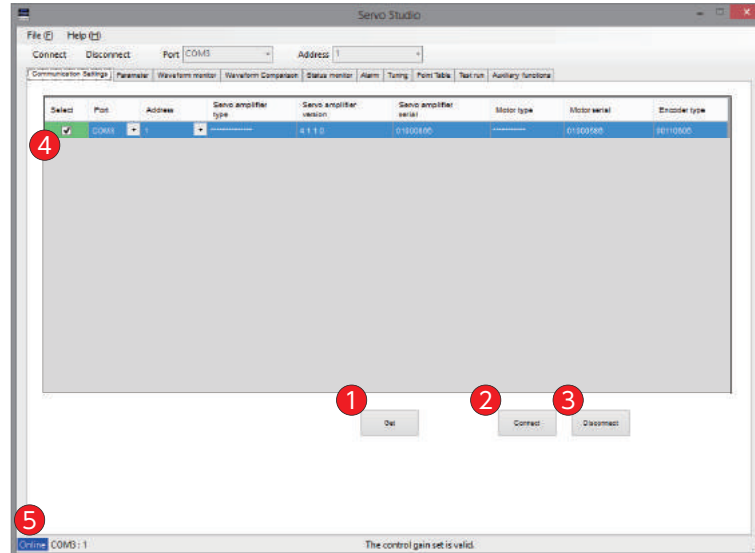 Servo Studio
File (F) Help (H)
Connect Disconnect Port COM3 Address 1
Communication Settings Parameter Waveform monitor Waveform Comparison Status monitor Alarm Tuning Point Table Test run Auxiliary functions
Select Port Address Servo amplifier type Servo amplifier version Servo amplifier serial Motor type Motor serial Encoder type
COM3 1 4 1 1 0
4
1 2 3
Get Connect Disconnect
5
Online COM3 : 1 The control gain set is valid.